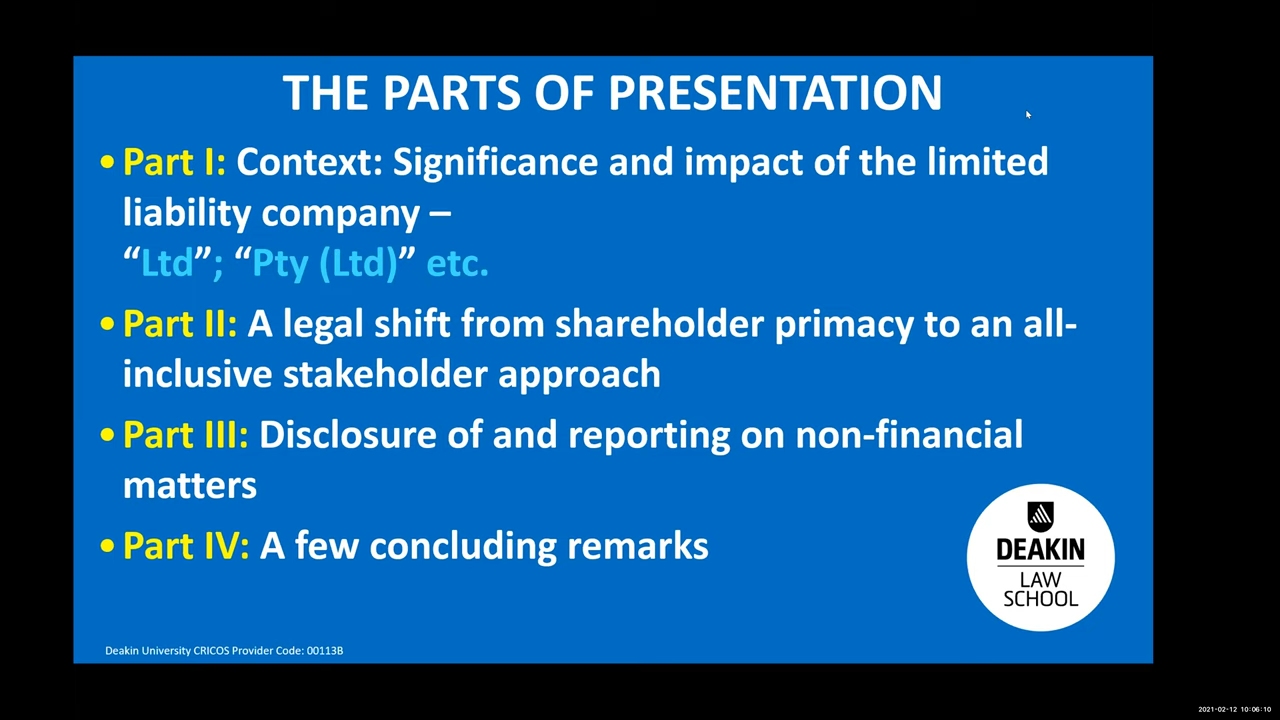 THE PARTS OF PRESENTATION
•Part I: Context: Significance and impact of the limited
liability company –
“Ltd”; “Pty (Ltd)” etc.
•Part II: A legal shift from shareholder primacy to an all-
inclusive stakeholder approach
•Part III: Disclosure of and reporting on non-financial
matters
•Part IV: A few concluding remarks
DEAKIN
LAW
SCHOOL
Deakin University CRICOS Provider Code: 00113B
2021-02-12 10:06:10